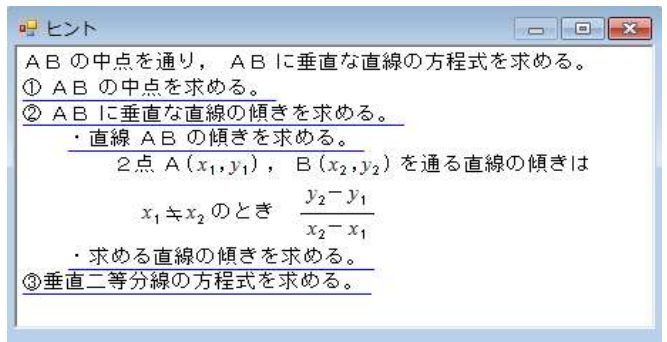 ヒント
ABの中点を通り，ABに垂直な直線の方程式を求める。
① ABの中点を求める。
② ABに垂直な直線の傾きを求める。
・直線ABの傾きを求める。
2点A(x₁,y₁)，B(x₂,y₂)を通る直線の傾きは
x₁≒x₂のとき y₂－y₁ / x₂－x₁
・求める直線の傾きを求める。
③垂直二等分線の方程式を求める。